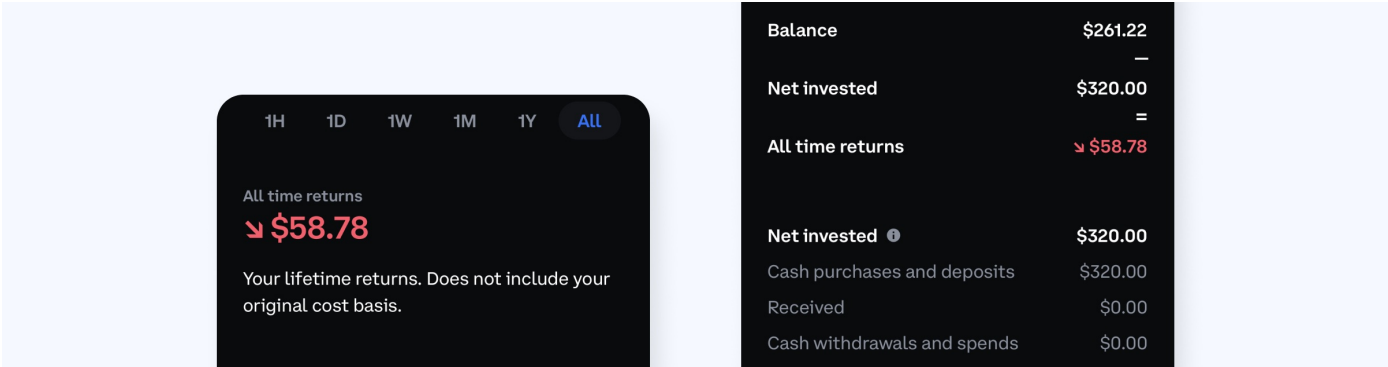 1H 1D 1W 1M 1Y All
All time returns
↘ $58.78
Your lifetime returns. Does not include your
original cost basis.
Balance $261.22
—
Net invested $320.00
=
All time returns ↘ $58.78
Net invested $320.00
Cash purchases and deposits $320.00
Received $0.00
Cash withdrawals and spends $0.00